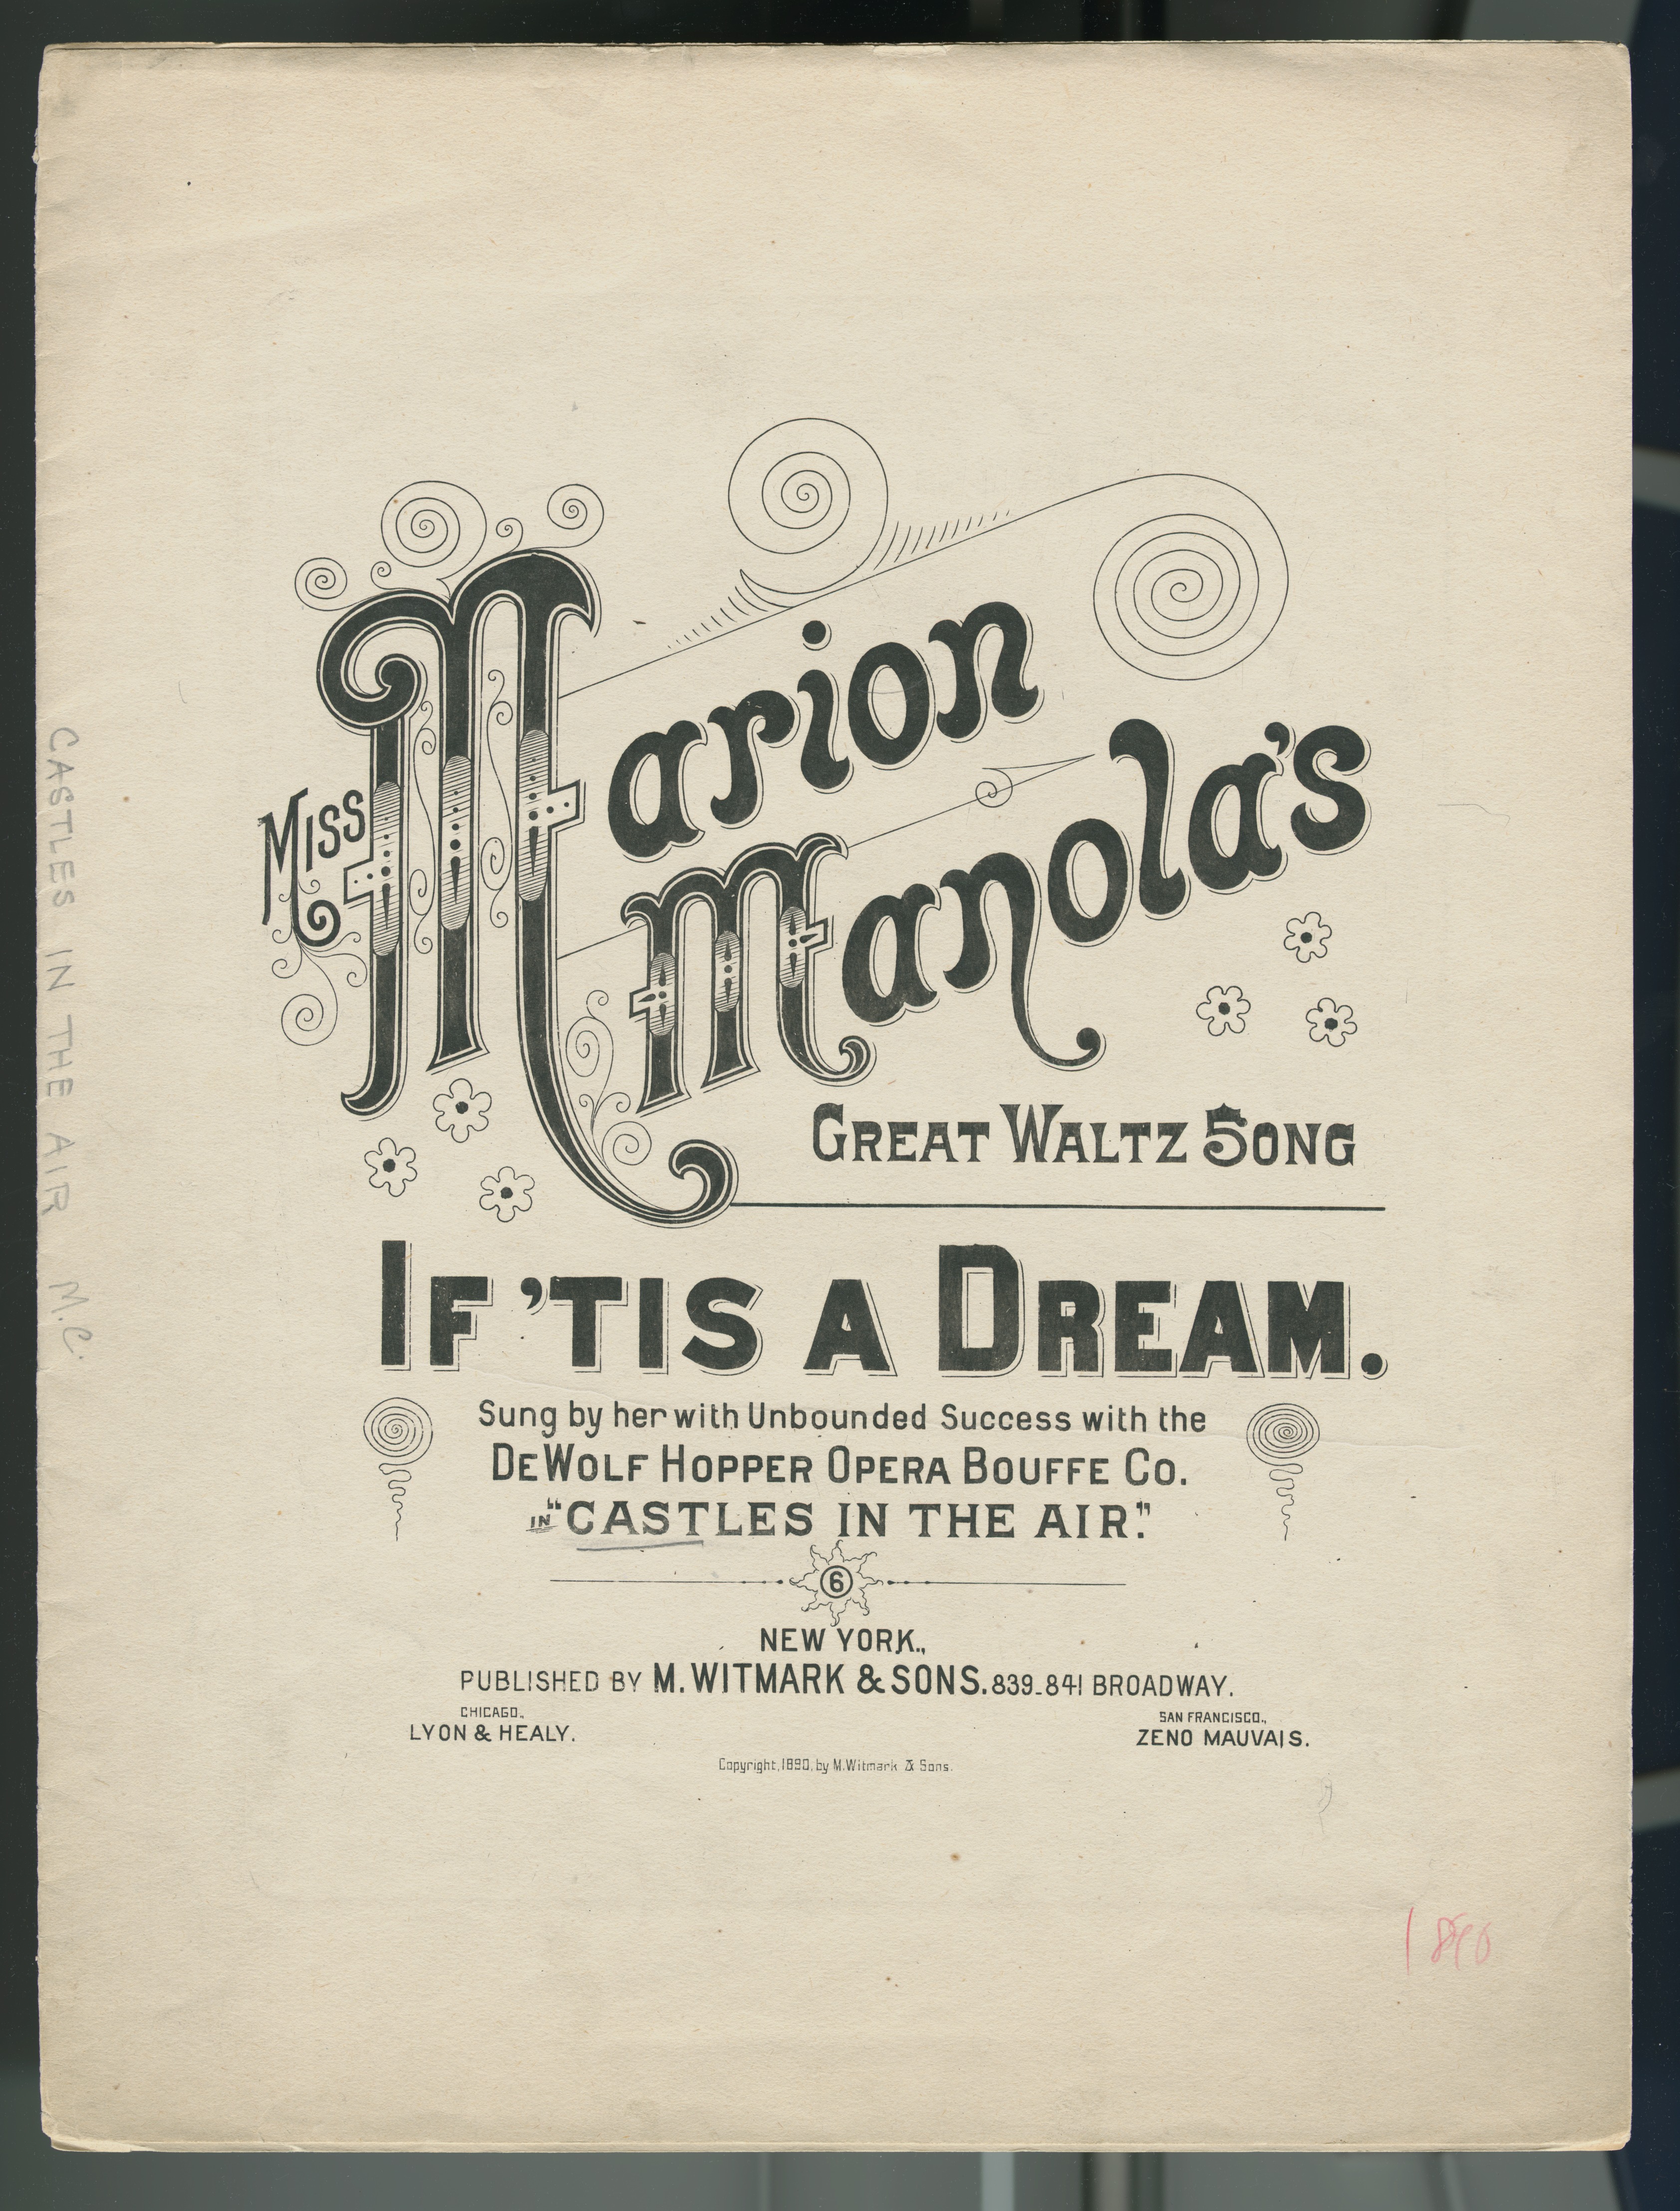 Miss Marion
Manola's
Great Waltz Song
If 'tis a Dream.
Sung by her with Unbounded Success with the
DeWolf Hopper Opera Bouffe Co.
in "CASTLES IN THE AIR."
6
NEW YORK.,
PUBLISHED BY M. WITMARK & SONS. 839-841 BROADWAY.
CHICAGO.,
LYON & HEALY.
SAN FRANCISCO.,
ZENO MAUVAIS.
Copyright, 1890, by M. Witmark & Sons.
1890
CASTLES IN THE AIR M.C.